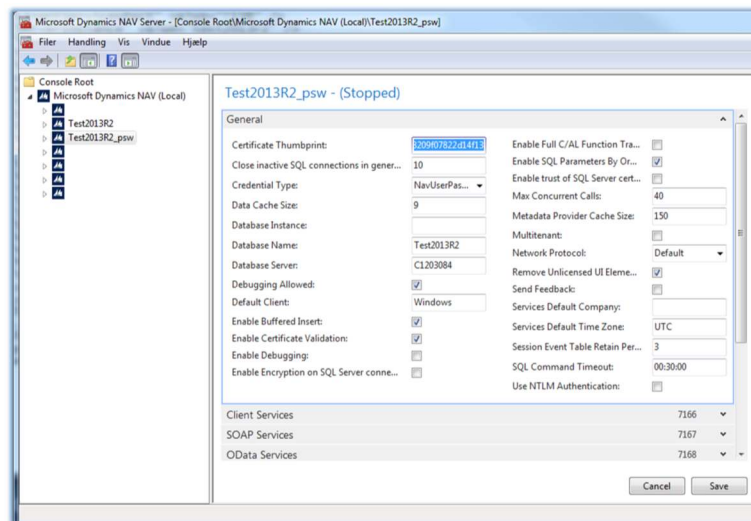 Microsoft Dynamics NAV Server - [Console Root\Microsoft Dynamics NAV (Local)\Test2013R2_psw]
Filer Handling Vis Vindue Hjælp
Console Root
Microsoft Dynamics NAV (Local)
Test2013R2
Test2013R2_psw
Test2013R2_psw - (Stopped)
General
Certificate Thumbprint: 3209f07822d14f13
Close inactive SQL connections in gener... 10
Credential Type: NavUserPas...
Data Cache Size: 9
Database Instance:
Database Name: Test2013R2
Database Server: C1203084
Debugging Allowed:
Default Client: Windows
Enable Buffered Insert:
Enable Certificate Validation:
Enable Debugging:
Enable Encryption on SQL Server conne...
Enable Full C/AL Function Tra...
Enable SQL Parameters By Or...
Enable trust of SQL Server cert...
Max Concurrent Calls: 40
Metadata Provider Cache Size: 150
Multitenant:
Network Protocol: Default
Remove Unlicensed UI Eleme...
Send Feedback:
Services Default Company:
Services Default Time Zone: UTC
Session Event Table Retain Per... 3
SQL Command Timeout: 00:30:00
Use NTLM Authentication:
Client Services 7166
SOAP Services 7167
OData Services 7168
Cancel Save